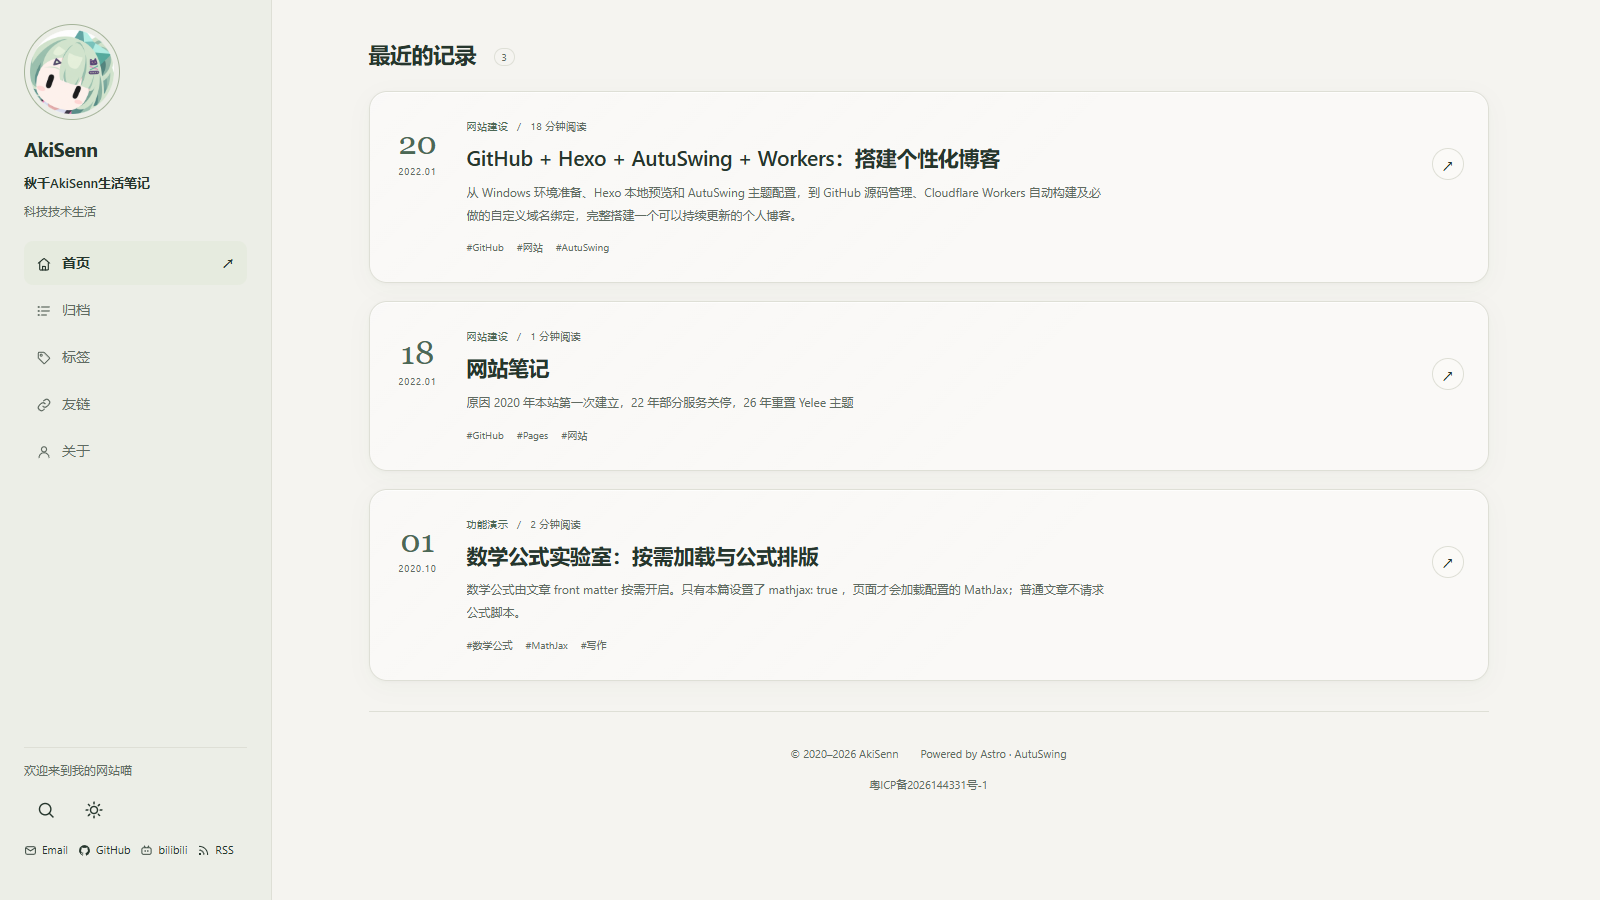 AkiSenn
秋千AkiSenn生活笔记
科技技术生活
首页
归档
标签
友链
关于
欢迎来到我的网站喵
Email GitHub bilibili RSS
最近的记录 3
20
2022.01
网站建设 / 18 分钟阅读
GitHub + Hexo + AutuSwing + Workers：搭建个性化博客
从 Windows 环境准备、Hexo 本地预览和 AutuSwing 主题配置，到 GitHub 源码管理、Cloudflare Workers 自动构建及必
做的自定义域名绑定，完整搭建一个可以持续更新的个人博客。
#GitHub #网站 #AutuSwing
18
2022.01
网站建设 / 1 分钟阅读
网站笔记
原因 2020 年本站第一次建立，22 年部分服务关停，26 年重置 Yelee 主题
#GitHub #Pages #网站
01
2020.10
功能演示 / 2 分钟阅读
数学公式实验室：按需加载与公式排版
数学公式由文章 front matter 按需开启。只有本篇设置了 mathjax: true ，页面才会加载配置的 MathJax；普通文章不请求
公式脚本。
#数学公式 #MathJax #写作
© 2020–2026 AkiSenn Powered by Astro · AutuSwing
粤ICP备2026144331号-1